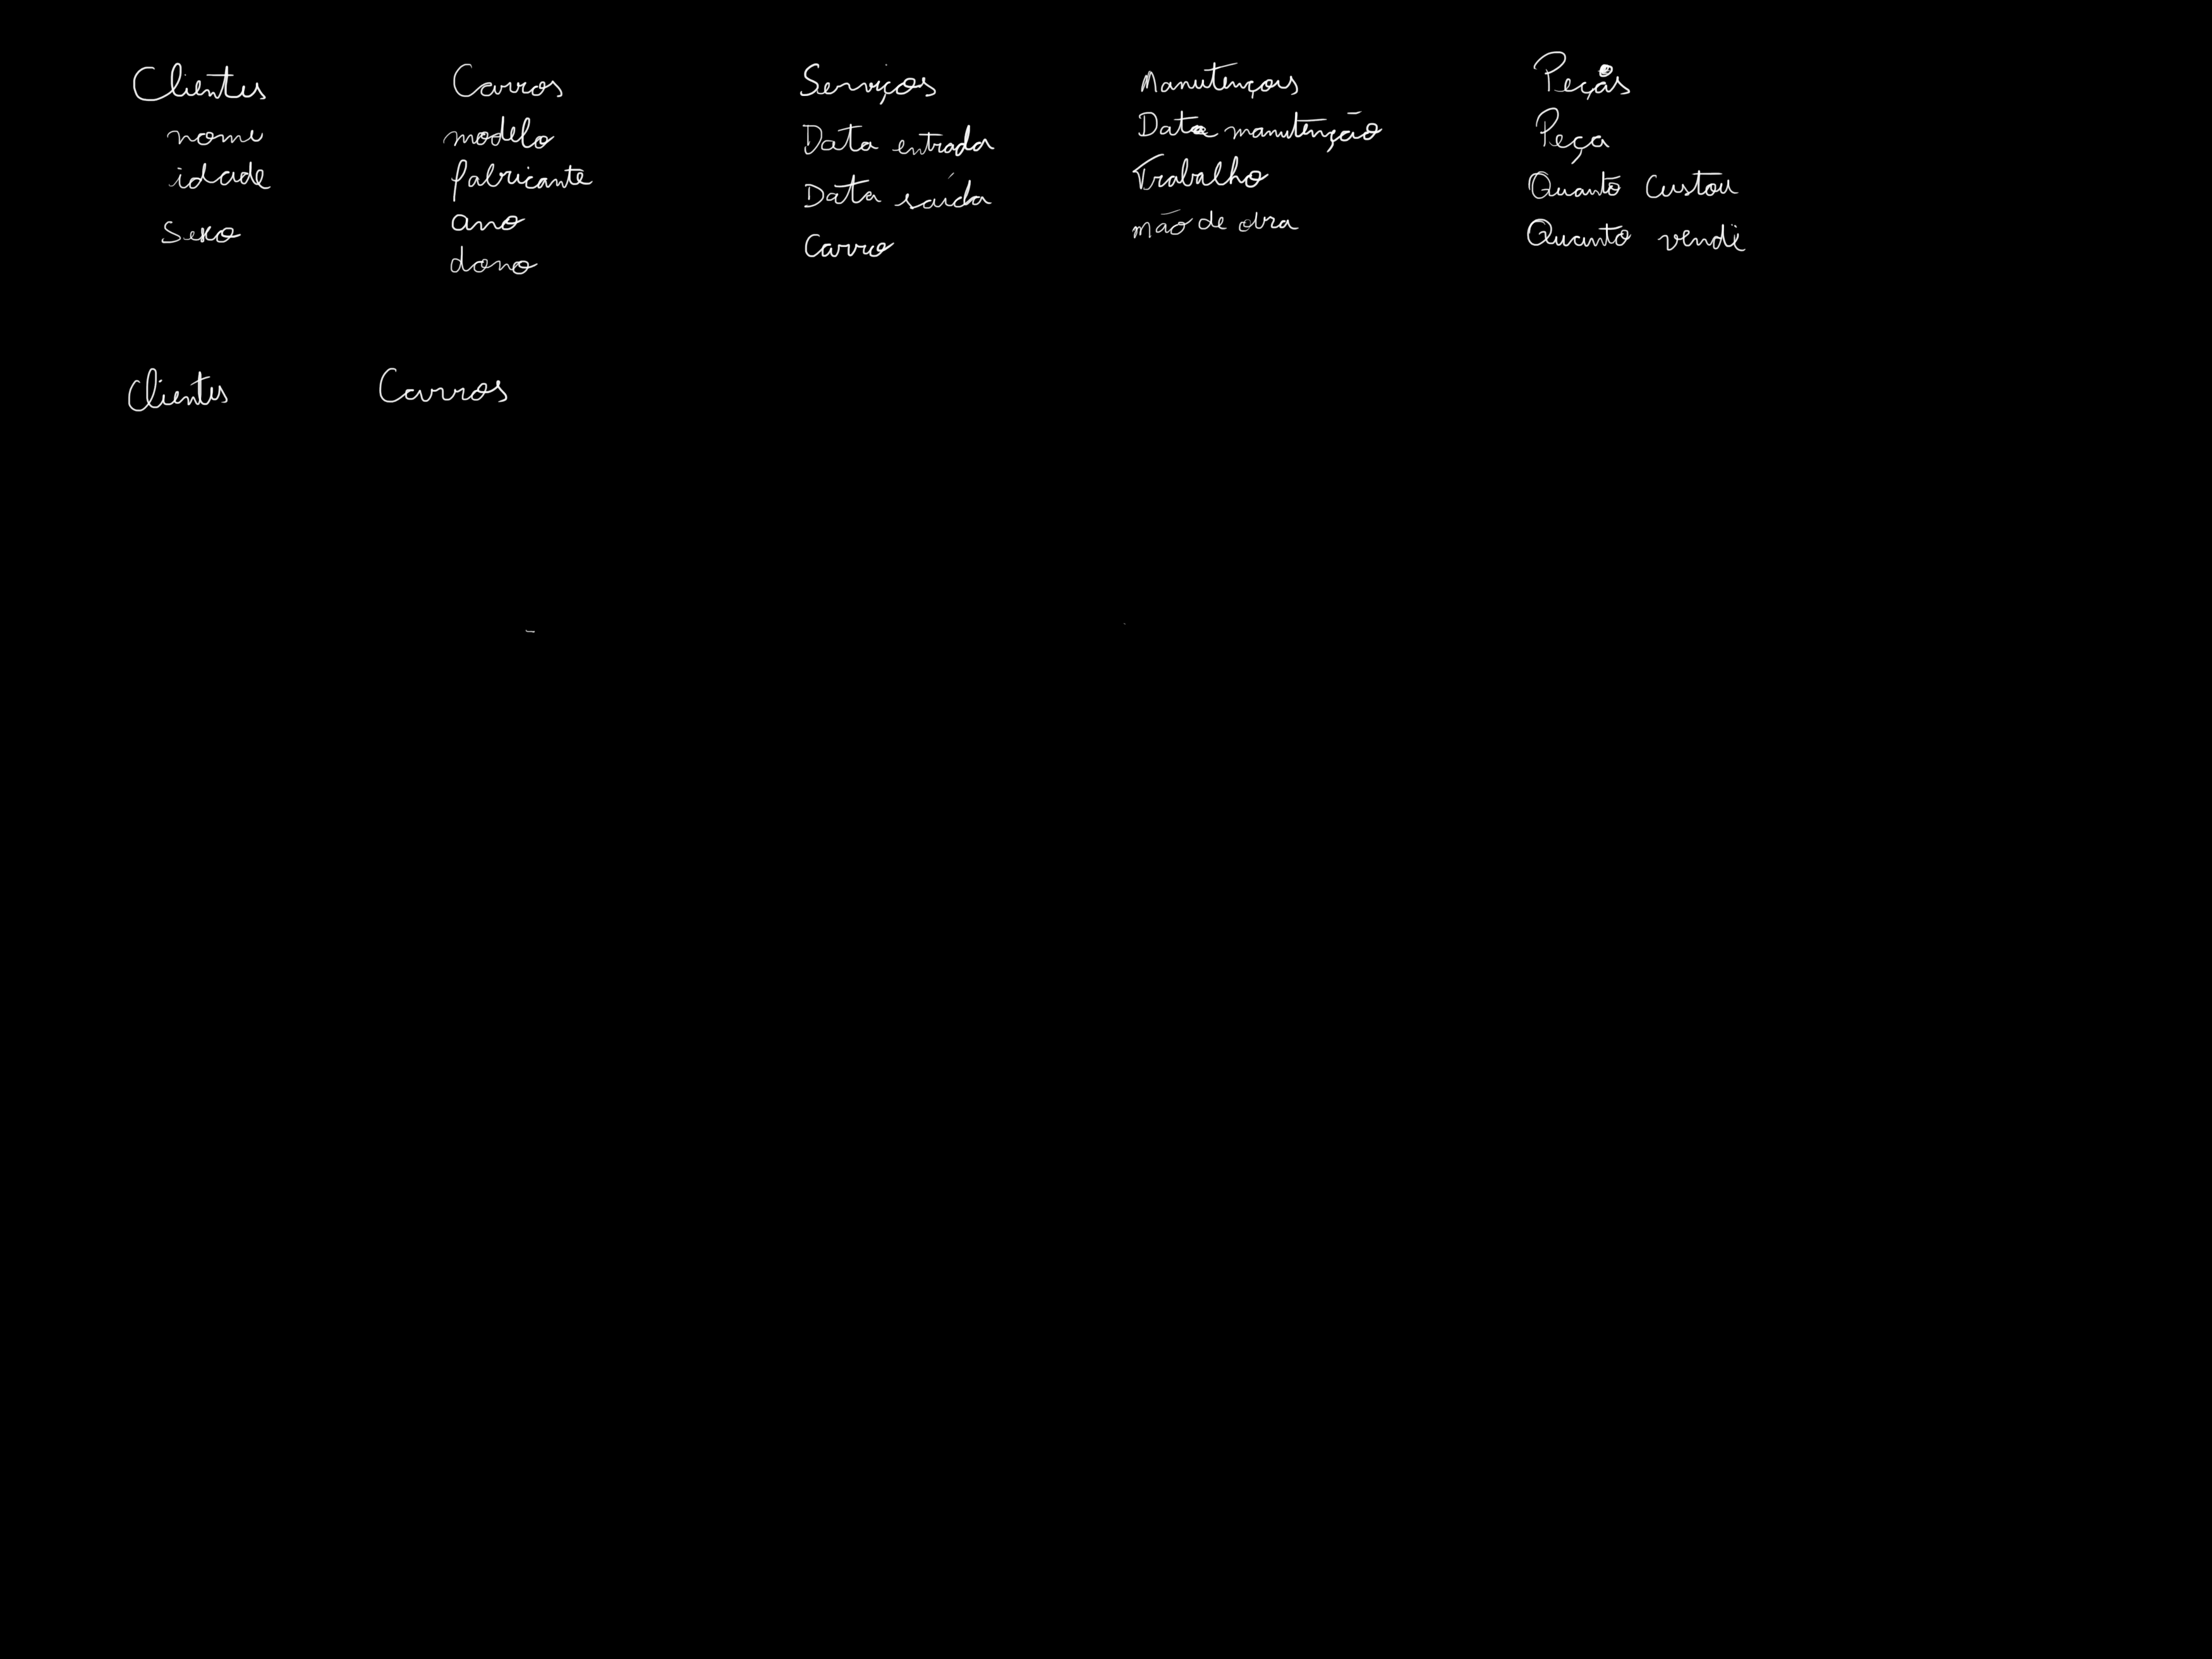 Clientes
nome
idade
sexo
Carros
modelo
fabricante
ano
dono
Serviços
Data entrada
Data saída
Carro
Manutenções
Data manutenção
Trabalho
mão de obra
Peças
Peça
Quanto custou
Quanto vendi
Clientes
Carros